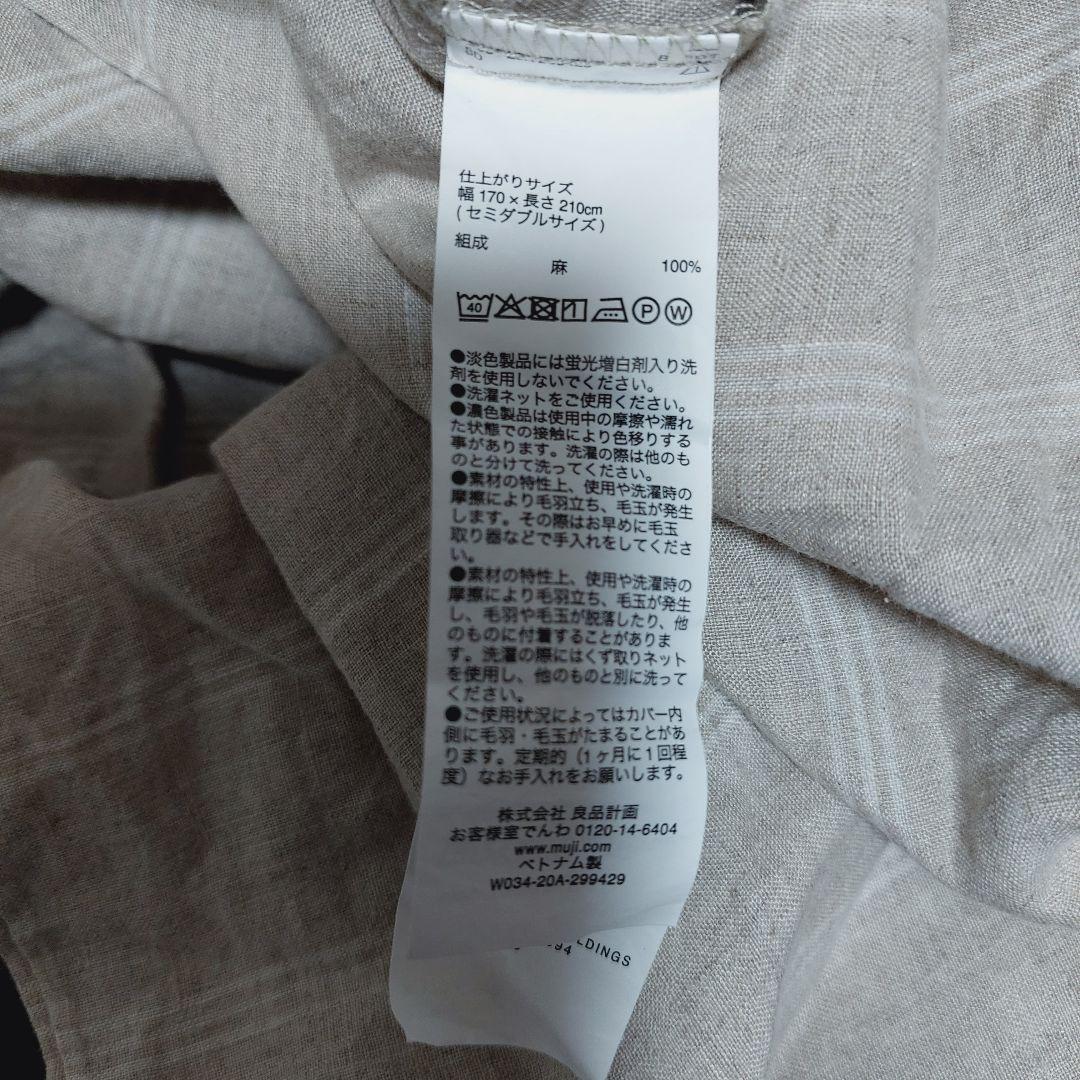 仕上がりサイズ
幅 170 × 長さ 210cm
( セミダブルサイズ )
組成
麻 100%
40 P W
●淡色製品には蛍光増白剤入り洗
剤を使用しないでください。
●洗濯ネットをご使用ください。
●濃色製品は使用中の摩擦や濡れ
た状態での接触により色移りする
事があります。洗濯の際は他のも
のと分けて洗ってください。
●素材の特性上、使用や洗濯時の
摩擦により毛羽立ち、毛玉が発生
します。その際はお早めに毛玉
取り器などで手入れをしてくださ
い。
●素材の特性上、使用や洗濯時の
摩擦により毛羽立ち、毛玉が発生
し、毛羽や毛玉が脱落したり、他
のものに付着することがありま
す。洗濯の際にはくず取りネット
を使用し、他のものと別に洗って
ください。
●ご使用状況によってはカバー内
側に毛羽・毛玉がたまることがあ
ります。定期的（1ヶ月に1回程
度）なお手入れをお願いします。
株式会社 良品計画
お客様室でんわ 0120-14-6404
www.muji.com
ベトナム製
W034-20A-299429
LDINGS
94